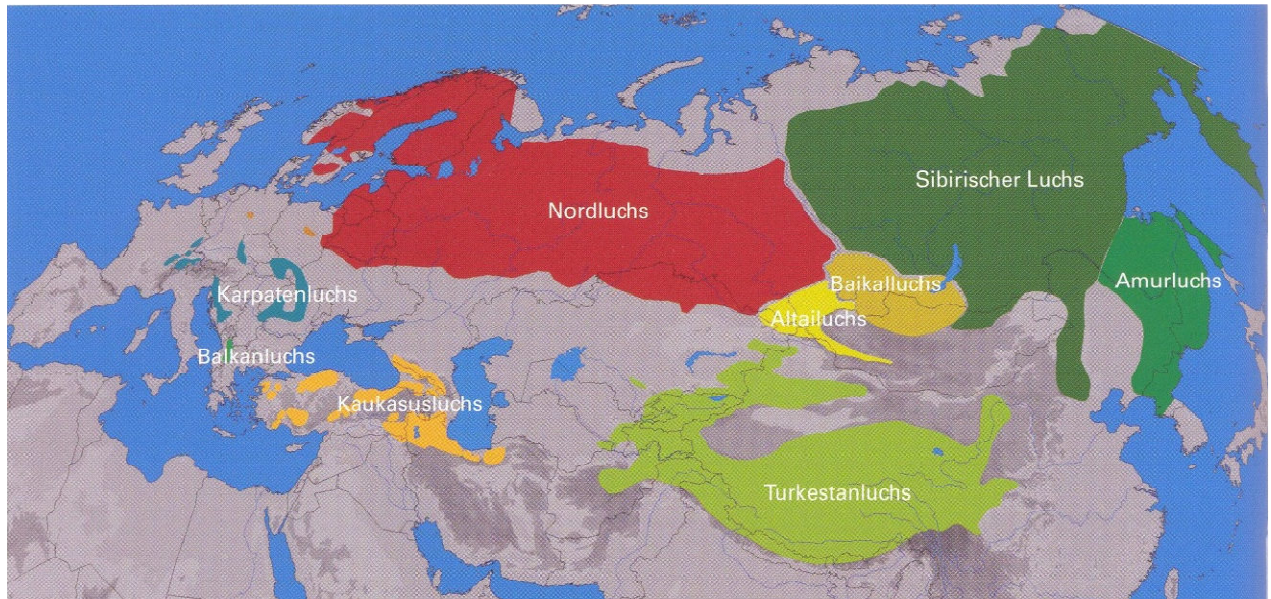 Sibirischer Luchs
Nordluchs
Baikalluchs
Amurluchs
Karpatenluchs
Altailuchs
Balkanluchs
Kaukasusluchs
Turkestanluchs